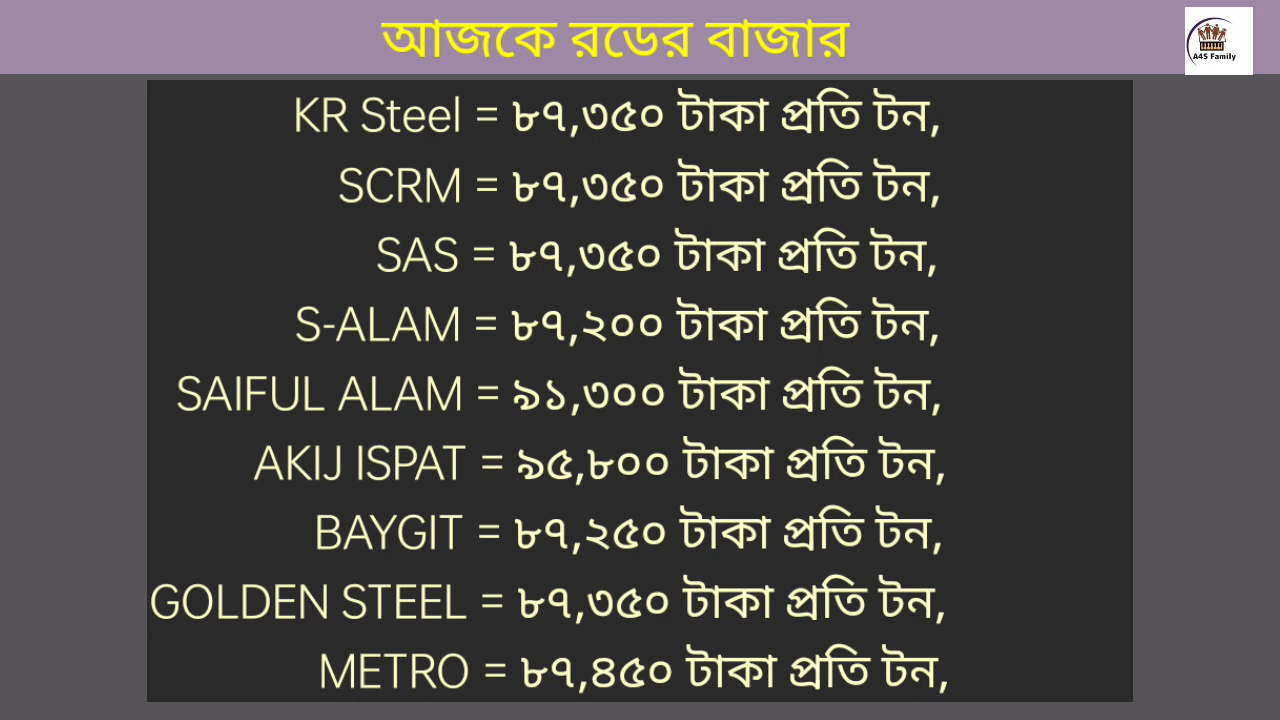 আজকে রডের বাজার
A4S Family
KR Steel = ৮৭,৩৫০ টাকা প্রতি টন,
SCRM = ৮৭,৩৫০ টাকা প্রতি টন,
SAS = ৮৭,৩৫০ টাকা প্রতি টন,
S-ALAM = ৮৭,২০০ টাকা প্রতি টন,
SAIFUL ALAM = ৯১,৩০০ টাকা প্রতি টন,
AKIJ ISPAT = ৯৫,৮০০ টাকা প্রতি টন,
BAYGIT = ৮৭,২৫০ টাকা প্রতি টন,
GOLDEN STEEL = ৮৭,৩৫০ টাকা প্রতি টন,
METRO = ৮৭,৪৫০ টাকা প্রতি টন,